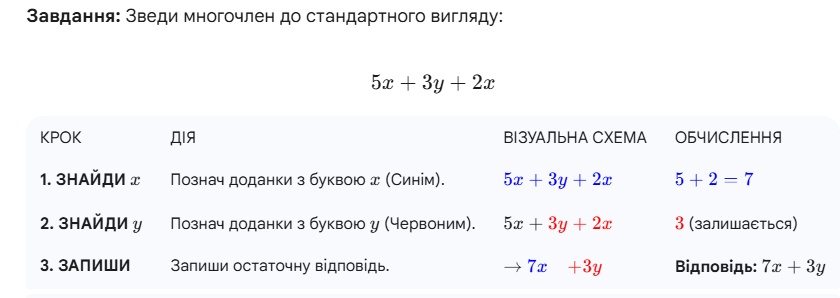 Завдання: Зведи многочлен до стандартного вигляду:
5x + 3y + 2x
КРОК ДІЯ ВІЗУАЛЬНА СХЕМА ОБЧИСЛЕННЯ
1. ЗНАЙДИ x Познач доданки з буквою x (Синім). 5x + 3y + 2x 5 + 2 = 7
2. ЗНАЙДИ y Познач доданки з буквою y (Червоним). 5x + 3y + 2x 3 (залишається)
3. ЗАПИШИ Запиши остаточну відповідь. → 7x +3y Відповідь: 7x + 3y